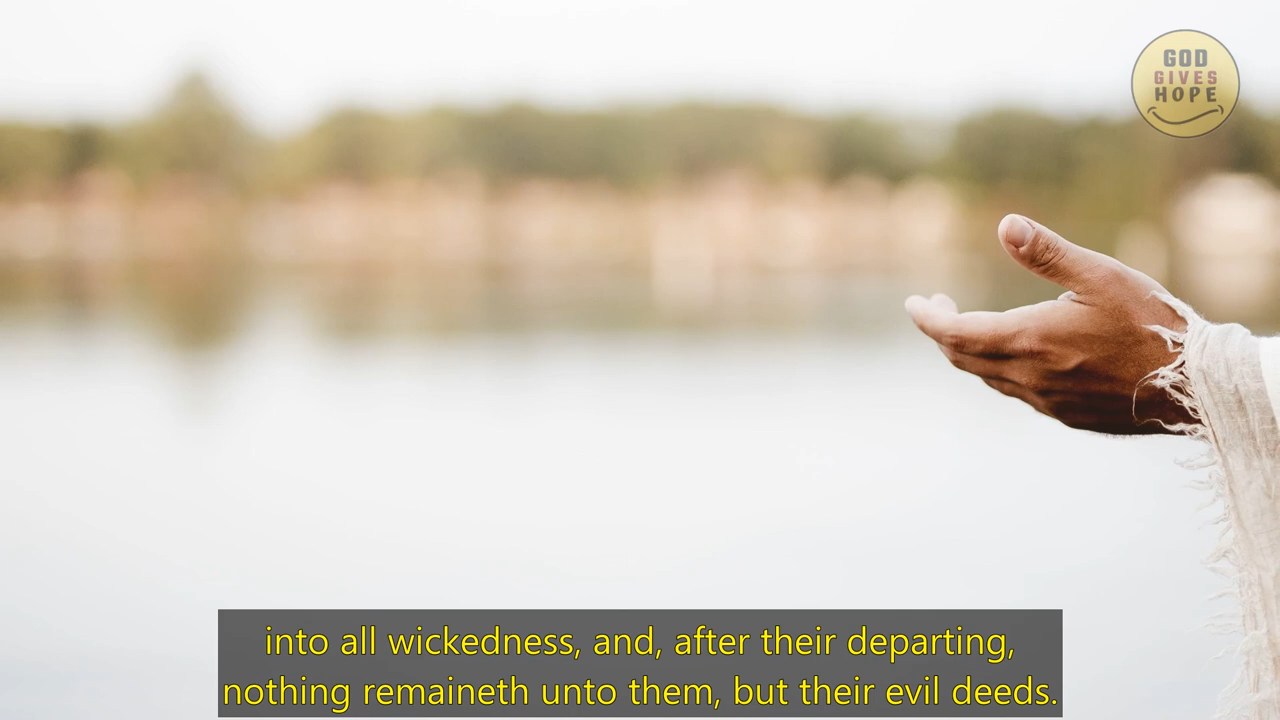 GOD
GIVES
HOPE
into all wickedness, and, after their departing,
nothing remaineth unto them, but their evil deeds.